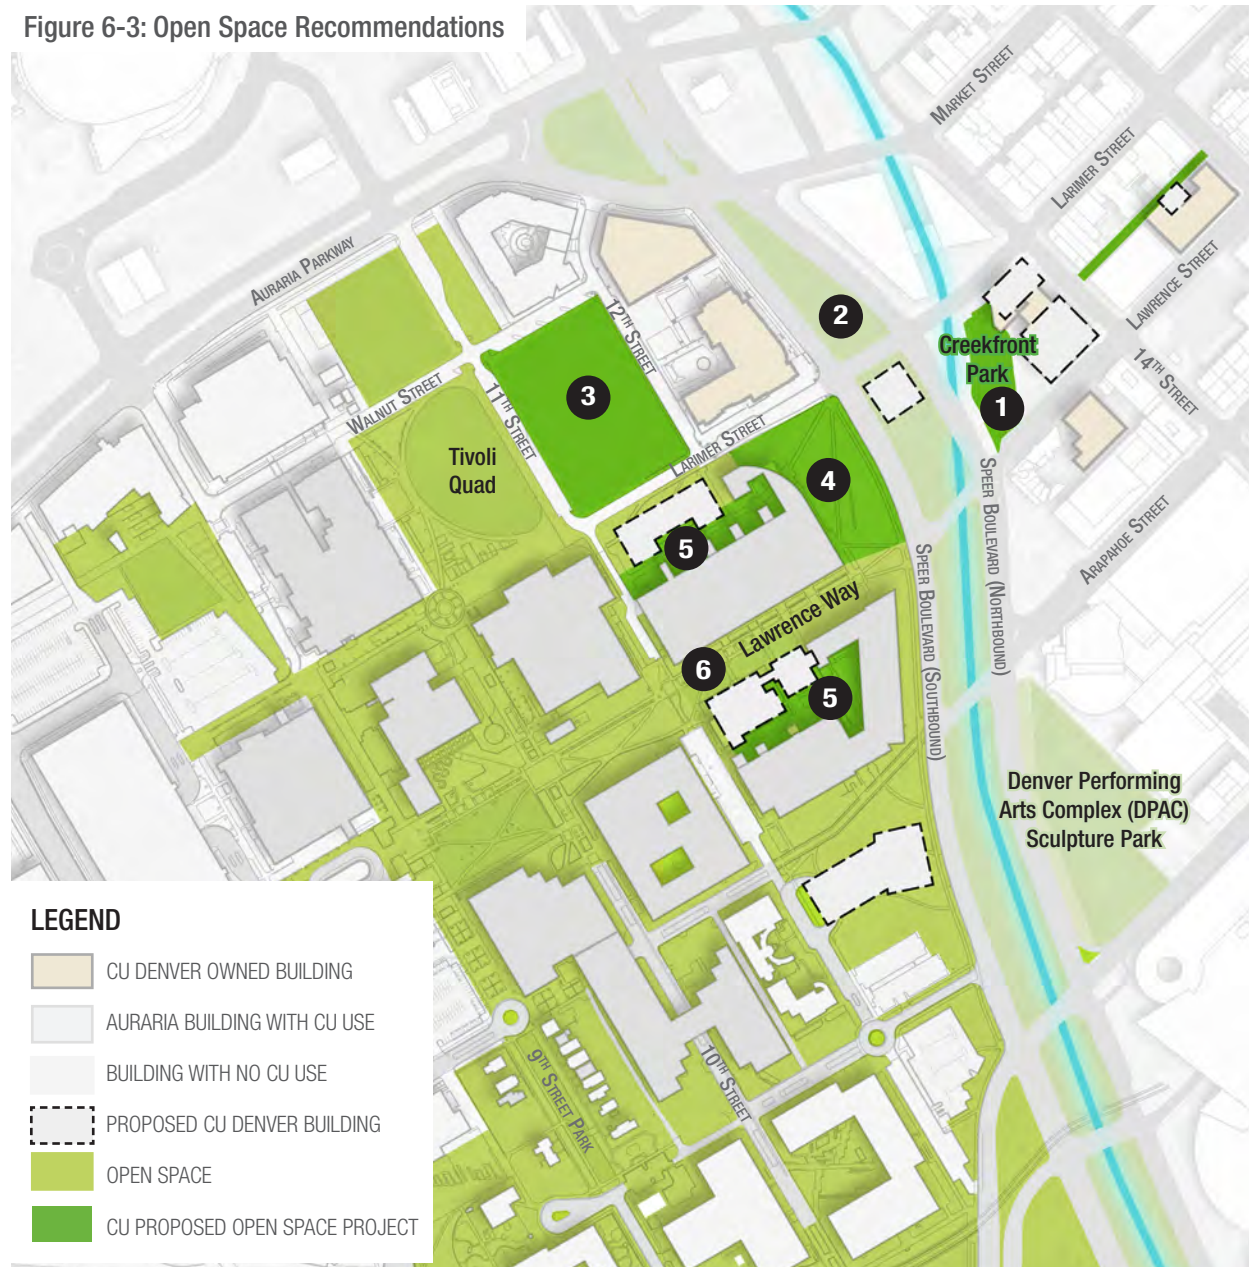 Figure 6-3: Open Space Recommendations
MARKET STREET
LARIMER STREET
LAWRENCE STREET
14TH STREET
AURARIA PARKWAY
12TH STREET
2
Creekfront
Park
1
3
WALNUT STREET
11TH STREET
LARIMER STREET
Tivoli
Quad
4
SPEER BOULEVARD (NORTHBOUND)
ARAPAHOE STREET
5
SPEER BOULEVARD (SOUTHBOUND)
Lawrence Way
6
5
Denver Performing
Arts Complex (DPAC)
Sculpture Park
9TH STREET PARK
10TH STREET
LEGEND
CU DENVER OWNED BUILDING
AURARIA BUILDING WITH CU USE
BUILDING WITH NO CU USE
PROPOSED CU DENVER BUILDING
OPEN SPACE
CU PROPOSED OPEN SPACE PROJECT